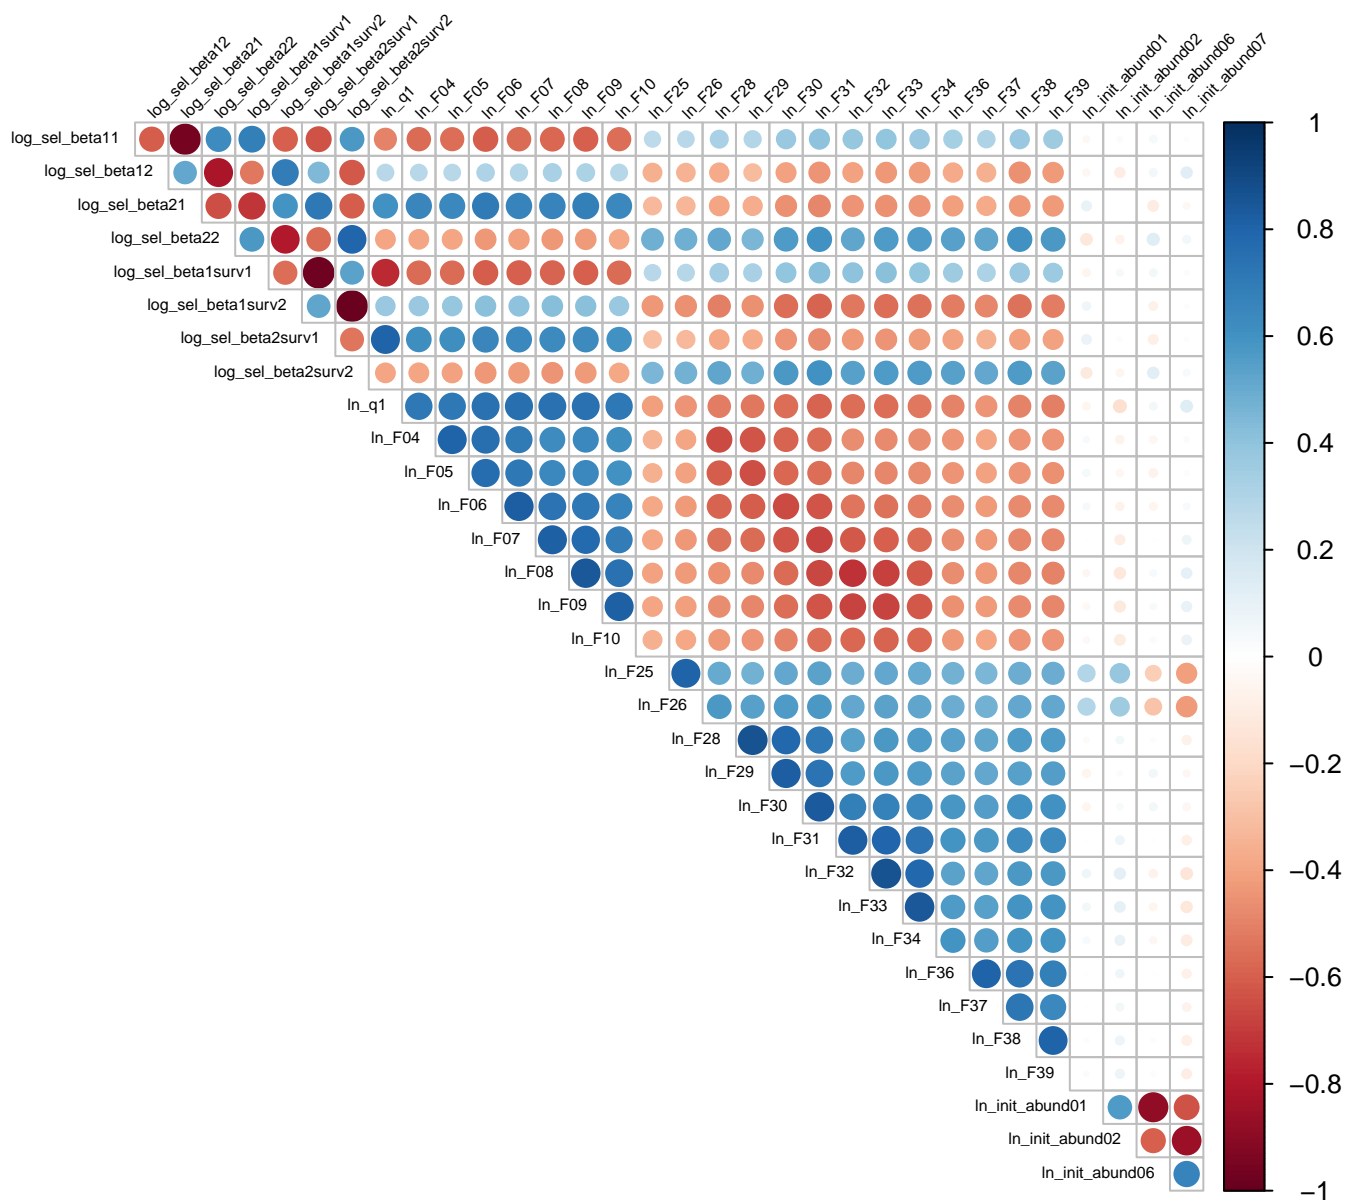 log_sel_beta12
log_sel_beta21
log_sel_beta22
log_sel_beta1surv1
log_sel_beta1surv2
log_sel_beta2surv1
log_sel_beta2surv2
ln_q1
ln_F04
ln_F05
ln_F06
ln_F07
ln_F08
ln_F09
ln_F10
ln_F25
ln_F26
ln_F28
ln_F29
ln_F30
ln_F31
ln_F32
ln_F33
ln_F34
ln_F36
ln_F37
ln_F38
ln_F39
ln_init_abund01
ln_init_abund02
ln_init_abund06
ln_init_abund07
log_sel_beta11
log_sel_beta12
log_sel_beta21
log_sel_beta22
log_sel_beta1surv1
log_sel_beta1surv2
log_sel_beta2surv1
log_sel_beta2surv2
ln_q1
ln_F04
ln_F05
ln_F06
ln_F07
ln_F08
ln_F09
ln_F10
ln_F25
ln_F26
ln_F28
ln_F29
ln_F30
ln_F31
ln_F32
ln_F33
ln_F34
ln_F36
ln_F37
ln_F38
ln_F39
ln_init_abund01
ln_init_abund02
ln_init_abund06
1
0.8
0.6
0.4
0.2
0
−0.2
−0.4
−0.6
−0.8
−1